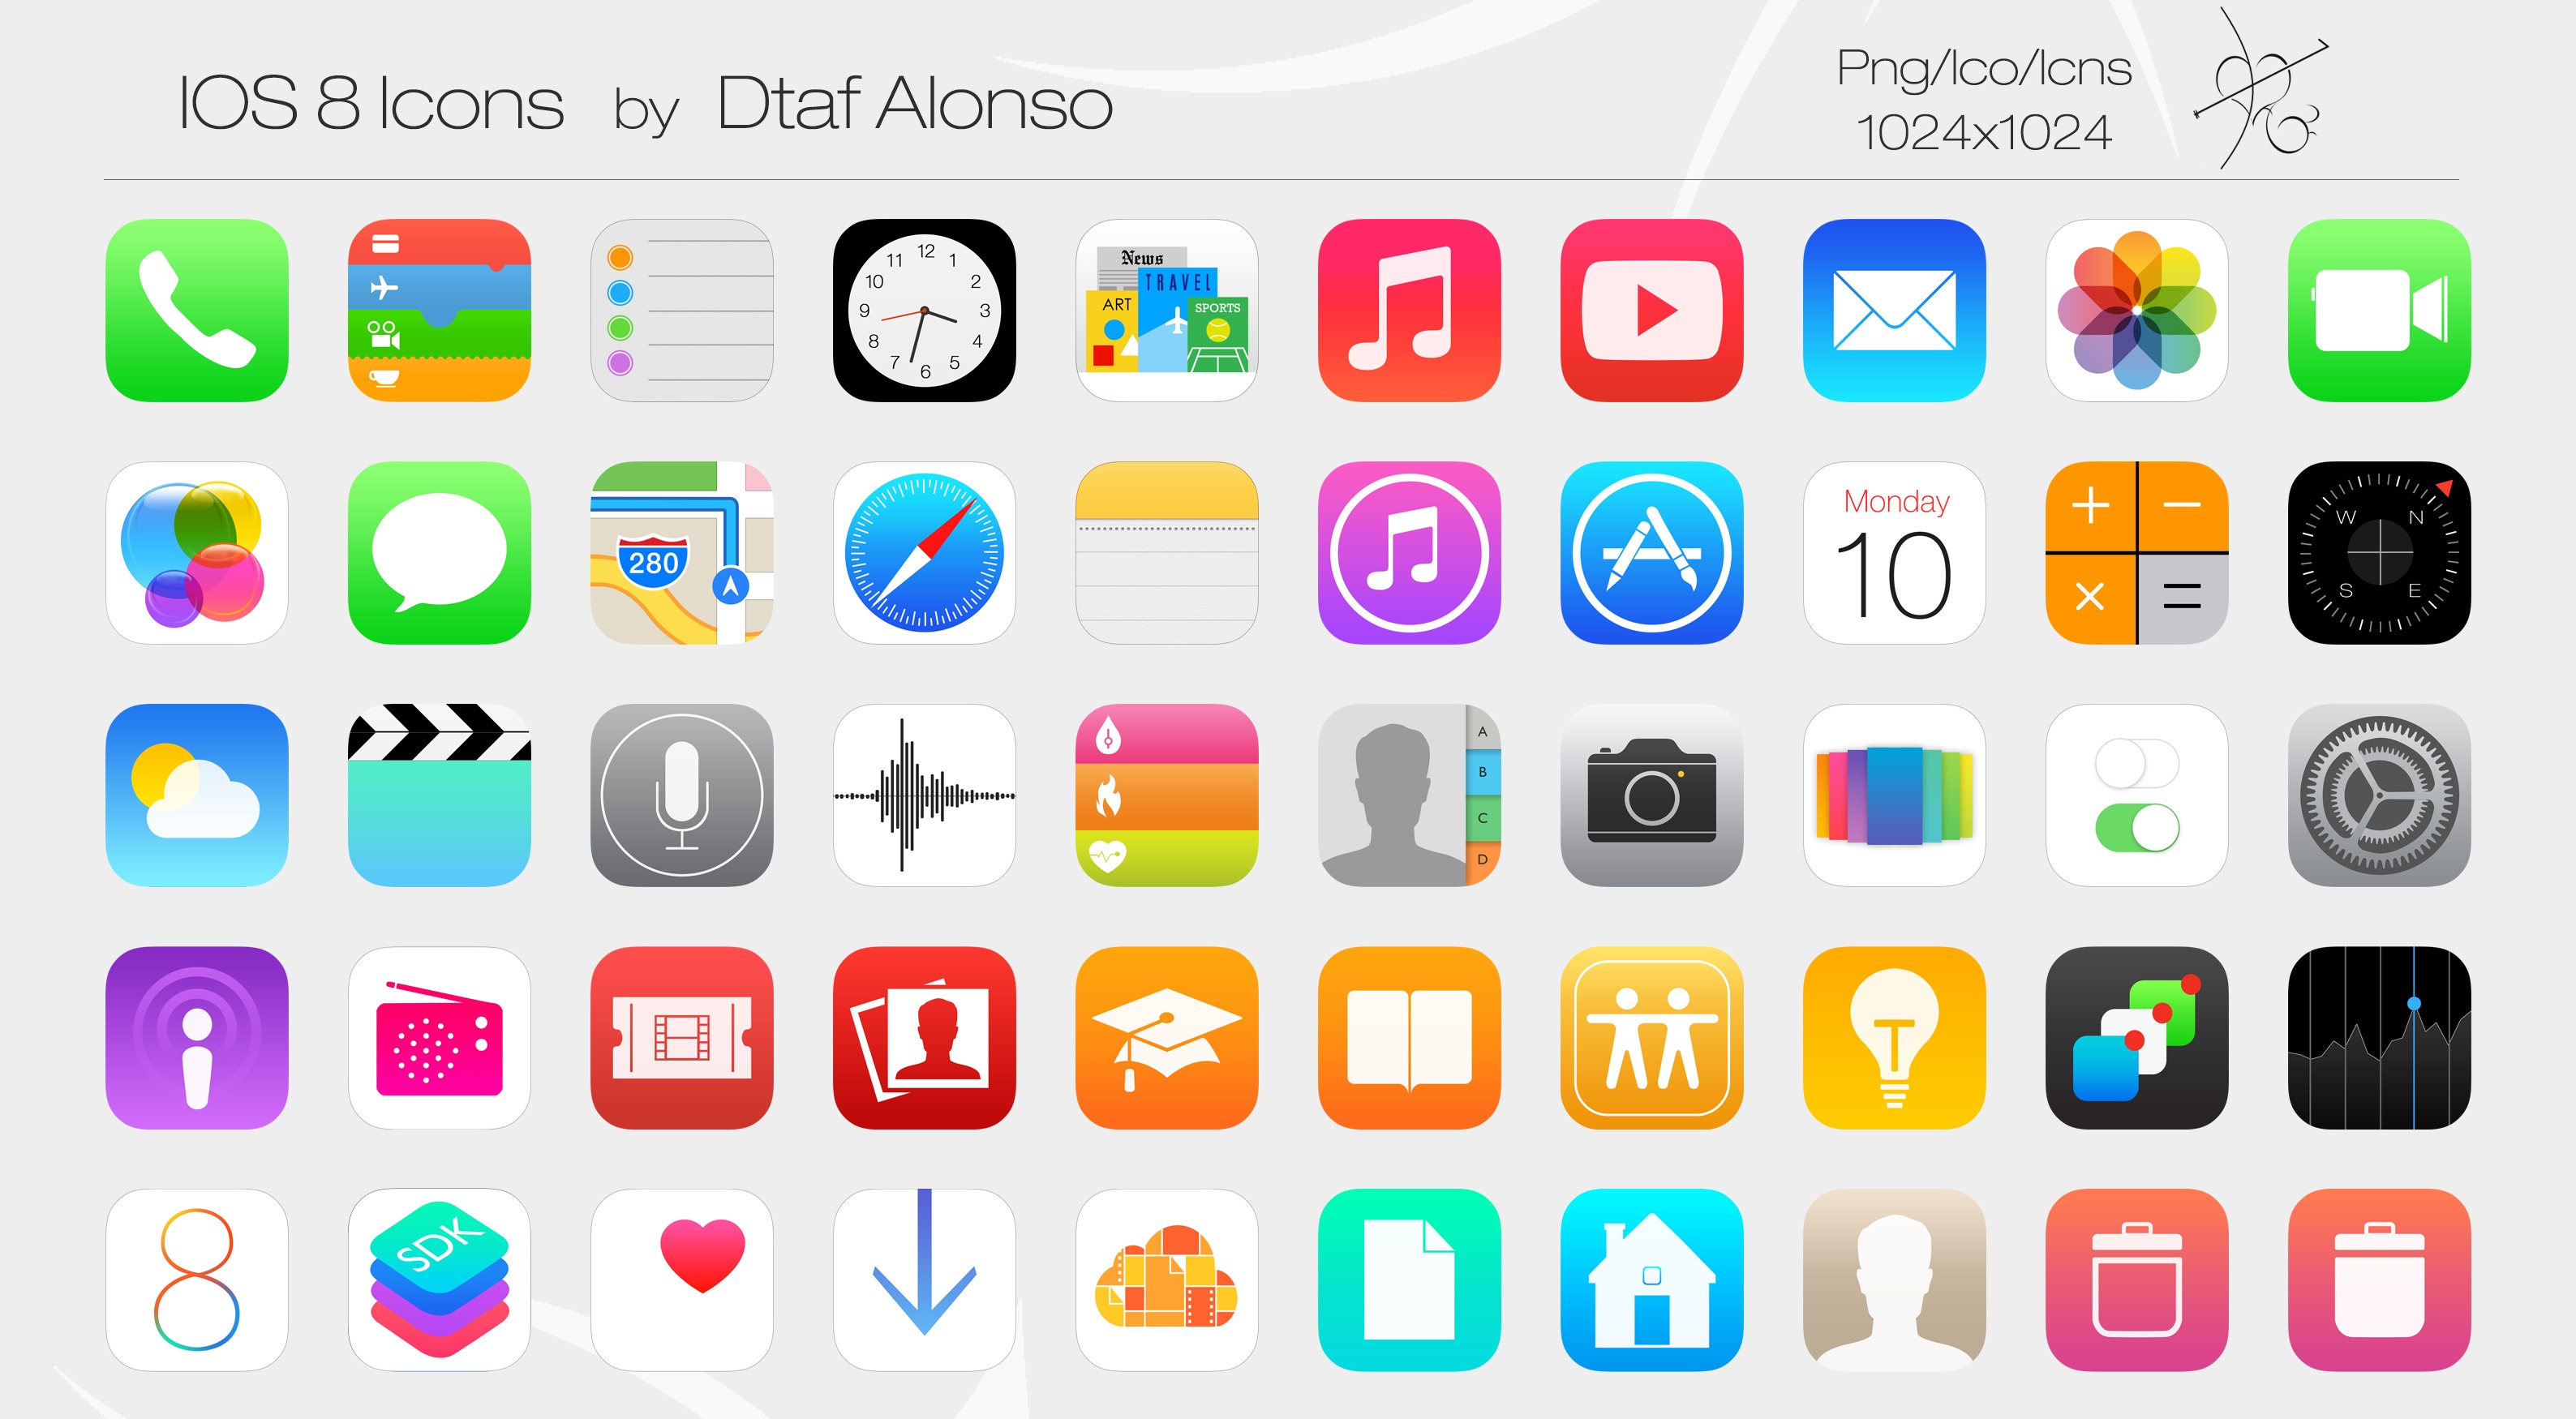 IOS 8 Icons by Dtaf Alonso
Png/Ico/Icns
1024x1024
12
11 1
10 2
9 3
8 4
7 5
6
News
TRAVEL
ART
SPORTS
280
Monday
10
W N
S E
A
B
C
D
8
SDK